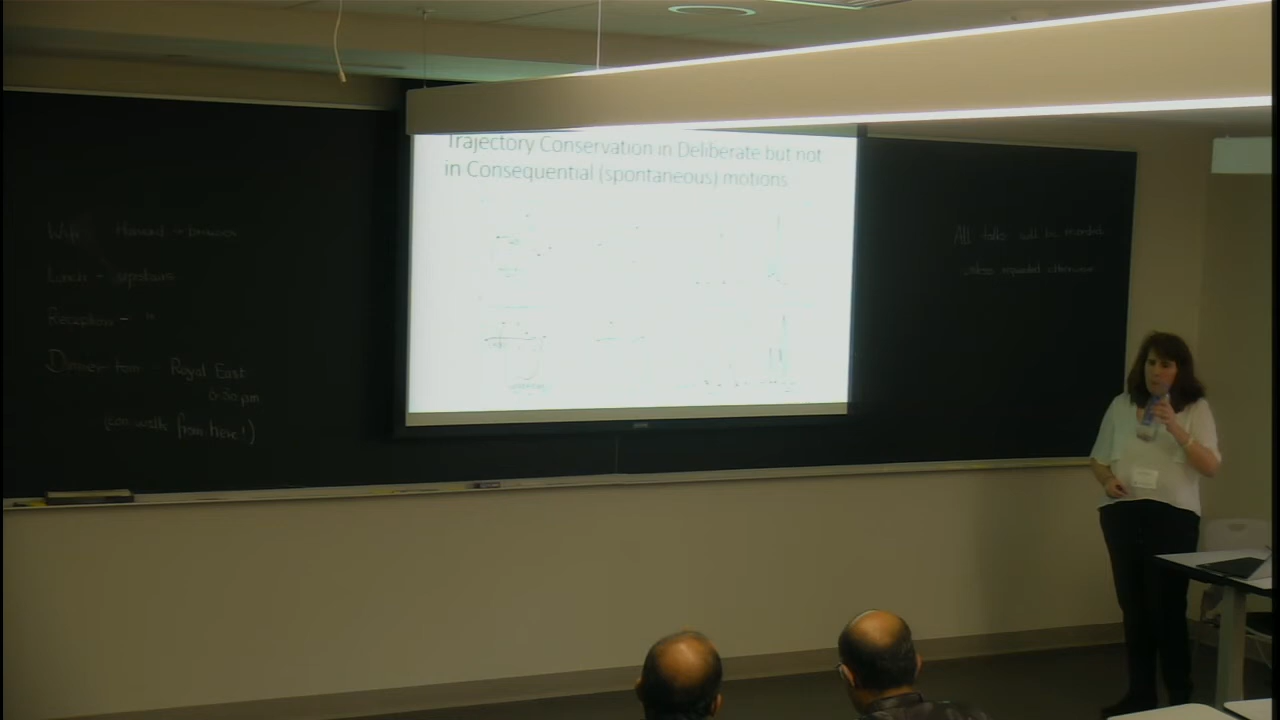 Trajectory Conservation in Deliberate but not
in Consequential (spontaneous) motions
Lunch - upstairs
Reception - "
Royal East
6:30 pm
(can walk from here!)
All talks will be recorded
unless requested otherwise